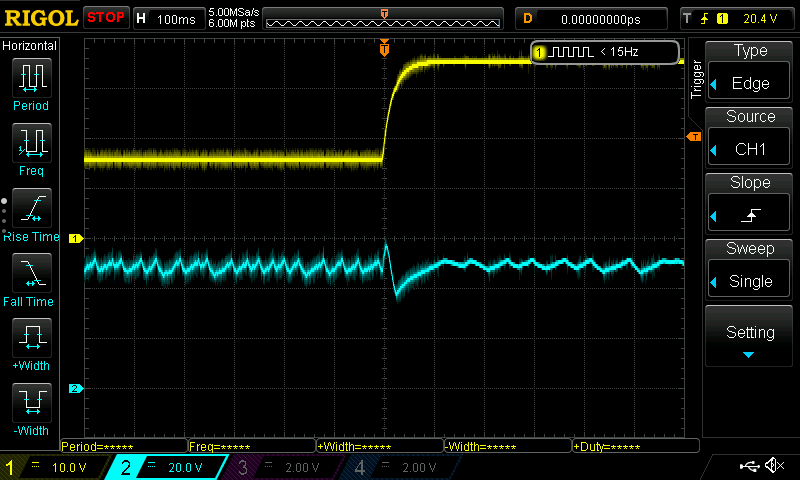 RIGOL STOP H 100ms 5.00MSa/s D 0.00000000ps T 1 20.4 V
6.00M pts
T
Horizontal
Period
Freq
Rise Time
Fall Time
+Width
-Width
1 < 15Hz
T
1
2
Trigger
Type
Edge
Source
CH1
Slope
Sweep
Single
Setting
Period=***** Freq=***** +Width=***** -Width=***** +Duty=*****
1 10.0 V 2 20.0 V 3 2.00 V 4 2.00 V